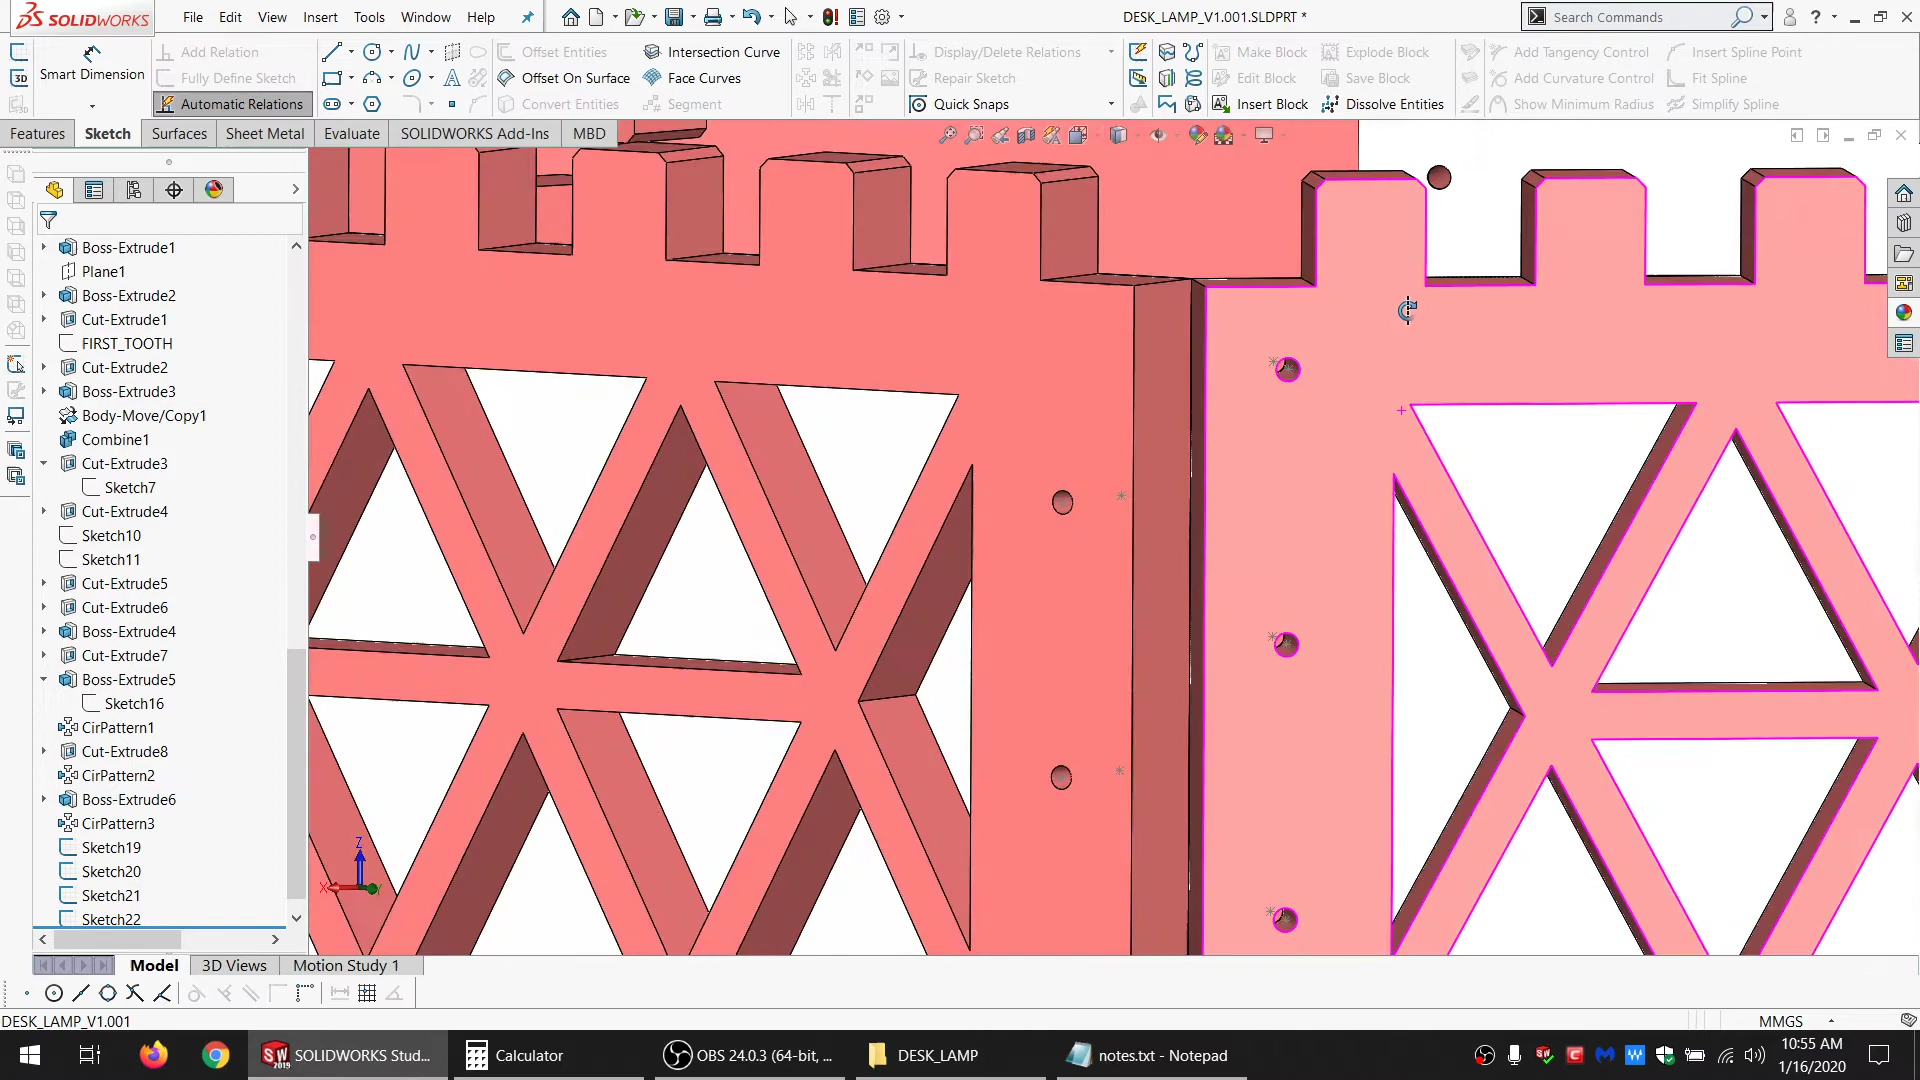 SOLIDWORKS
File Edit View Insert Tools Window Help
DESK_LAMP_V1.001.SLDPRT *
Search Commands
Smart Dimension
Add Relation
Fully Define Sketch
Automatic Relations
Offset Entities
Offset On Surface
Convert Entities
Intersection Curve
Face Curves
Segment
Display/Delete Relations
Repair Sketch
Quick Snaps
Make Block
Edit Block
Insert Block
Explode Block
Save Block
Dissolve Entities
Add Tangency Control
Add Curvature Control
Show Minimum Radius
Insert Spline Point
Fit Spline
Simplify Spline
Features Sketch Surfaces Sheet Metal Evaluate SOLIDWORKS Add-Ins MBD
Boss-Extrude1
Plane1
Boss-Extrude2
Cut-Extrude1
FIRST_TOOTH
Cut-Extrude2
Boss-Extrude3
Body-Move/Copy1
Combine1
Cut-Extrude3
Sketch7
Cut-Extrude4
Sketch10
Sketch11
Cut-Extrude5
Cut-Extrude6
Boss-Extrude4
Cut-Extrude7
Boss-Extrude5
Sketch16
CirPattern1
Cut-Extrude8
CirPattern2
Boss-Extrude6
CirPattern3
Sketch19
Sketch20
Sketch21
Sketch22
Z
X
Y
Model 3D Views Motion Study 1
DESK_LAMP_V1.001
MMGS
SOLIDWORKS Stud...
Calculator
OBS 24.0.3 (64-bit, ...
DESK_LAMP
notes.txt - Notepad
10:55 AM
1/16/2020